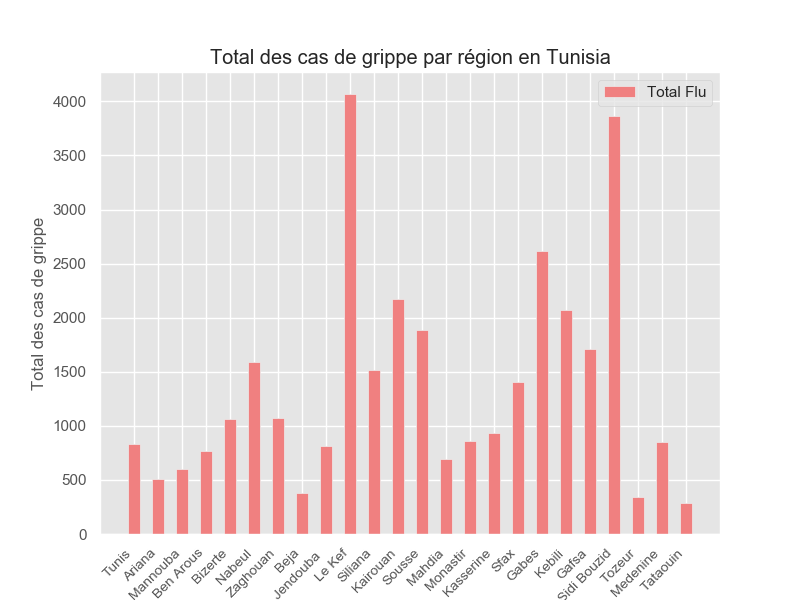 Total des cas de grippe par région en Tunisia
Total Flu
Total des cas de grippe
4000
3500
3000
2500
2000
1500
1000
500
0
Tunis
Ariana
Mannouba
Ben Arous
Bizerte
Nabeul
Zaghouan
Beja
Jendouba
Le Kef
Siliana
Kairouan
Sousse
Mahdia
Monastir
Kasserine
Sfax
Gabes
Kebili
Gafsa
Sidi Bouzid
Tozeur
Medenine
Tataouin